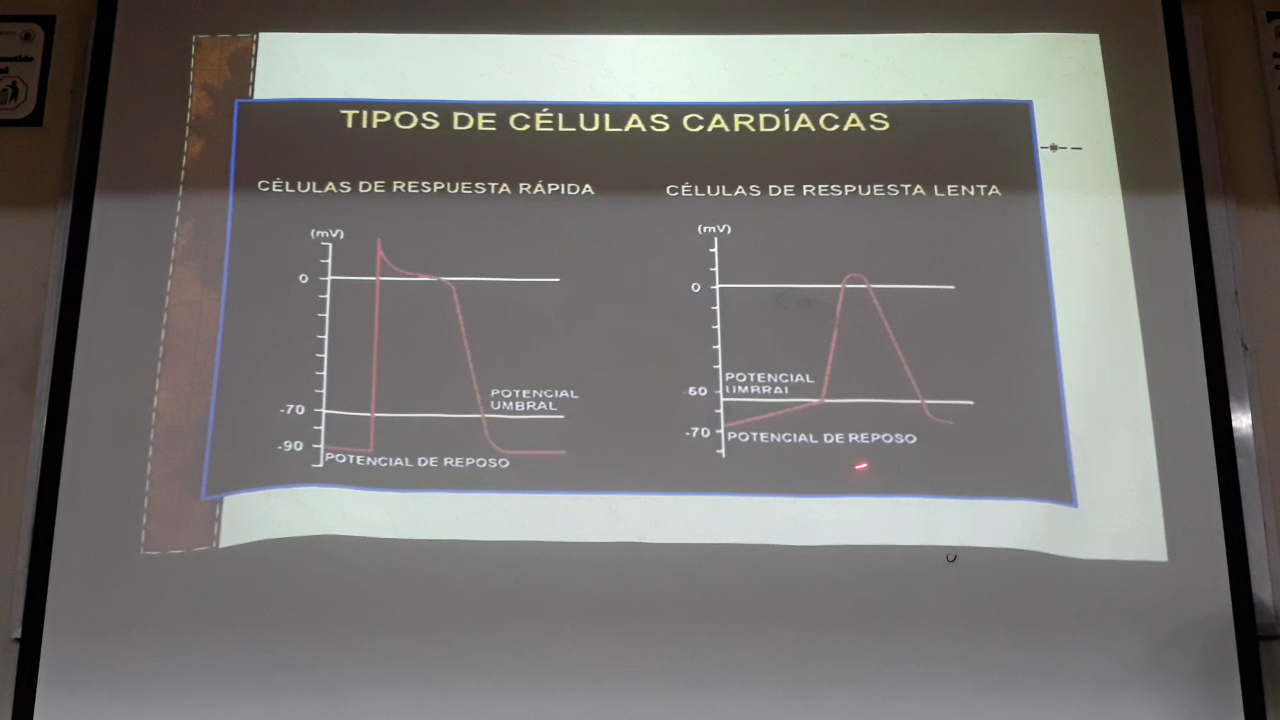 TIPOS DE CÉLULAS CARDÍACAS
CÉLULAS DE RESPUESTA RÁPIDA
(mV)
0
-70
-90
POTENCIAL
UMBRAL
POTENCIAL DE REPOSO
CÉLULAS DE RESPUESTA LENTA
(mV)
0
-60
-70
POTENCIAL
UMBRAL
POTENCIAL DE REPOSO